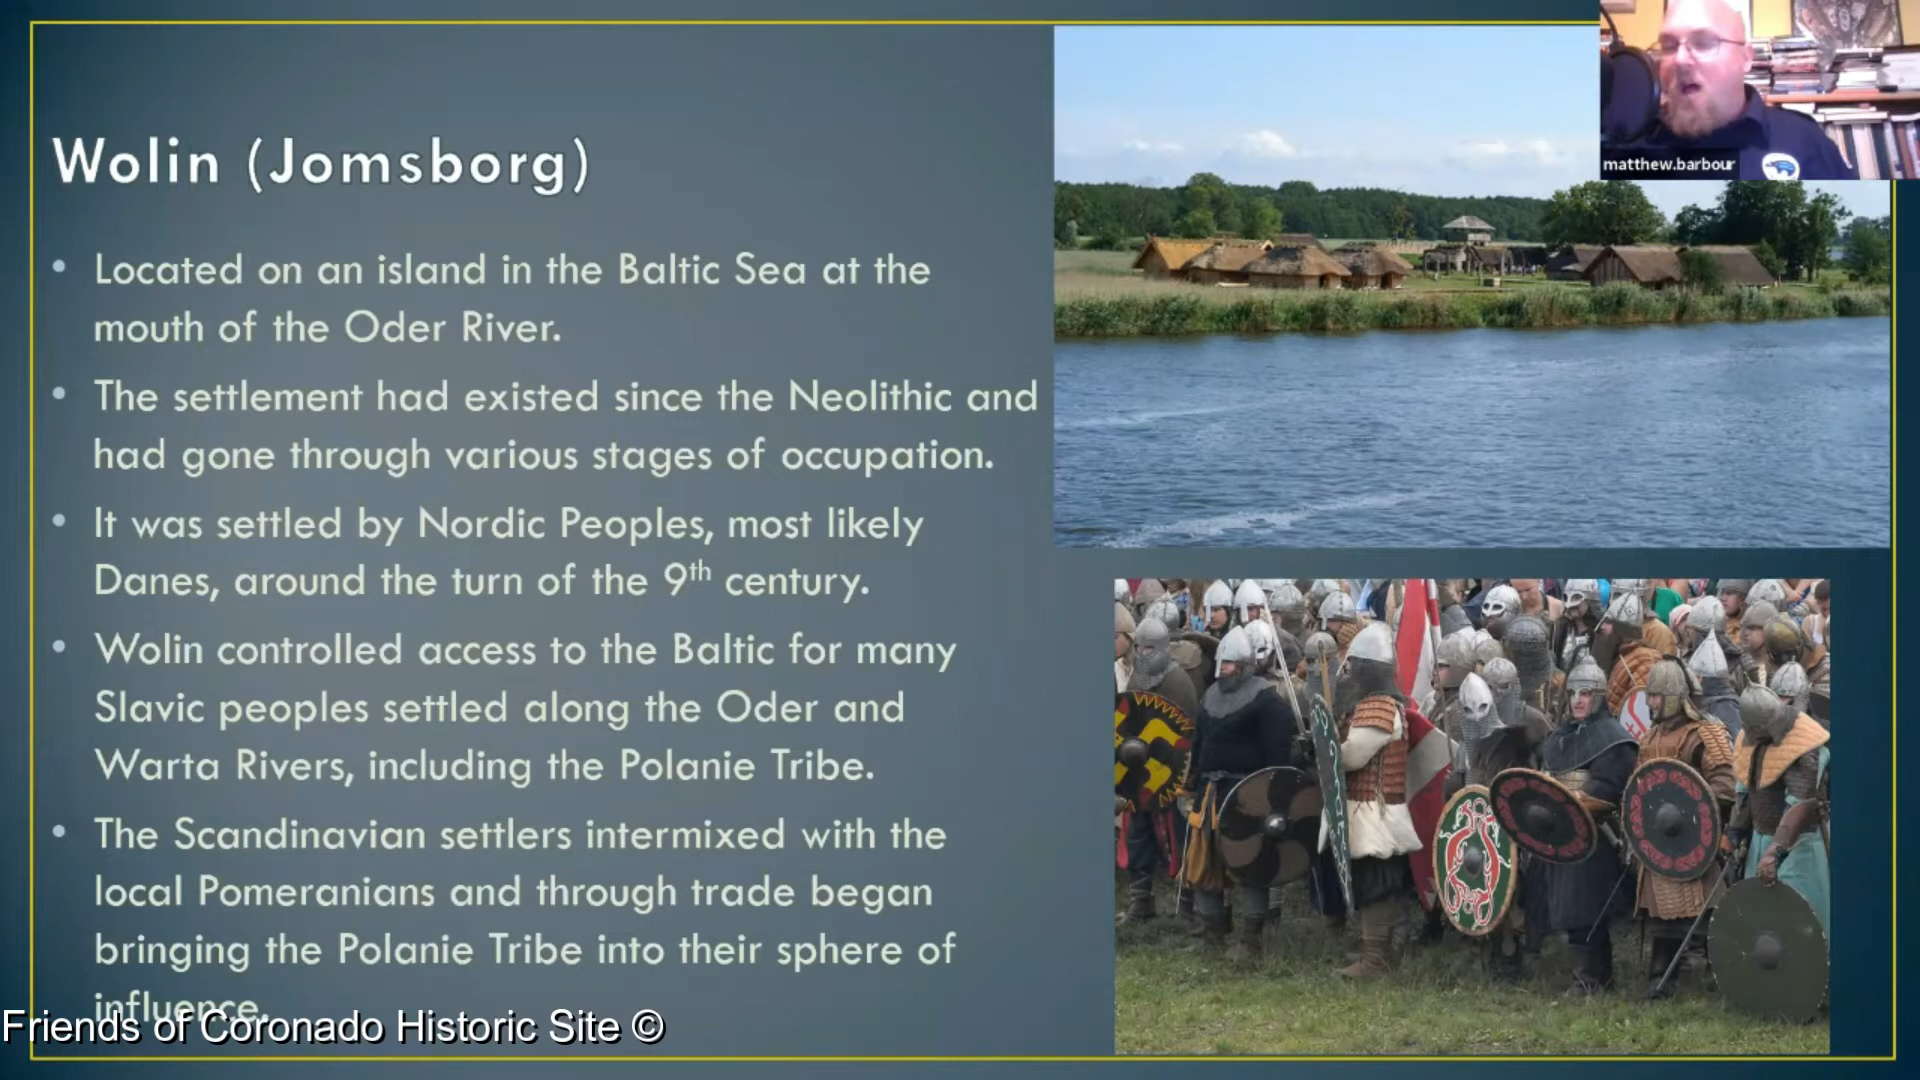 Wolin (Jomsborg)
• Located on an island in the Baltic Sea at the
mouth of the Oder River.
• The settlement had existed since the Neolithic and
had gone through various stages of occupation.
• It was settled by Nordic Peoples, most likely
Danes, around the turn of the 9th century.
• Wolin controlled access to the Baltic for many
Slavic peoples settled along the Oder and
Warta Rivers, including the Polanie Tribe.
• The Scandinavian settlers intermixed with the
local Pomeranians and through trade began
bringing the Polanie Tribe into their sphere of
influence.
Friends of Coronado Historic Site ©
matthew.barbour